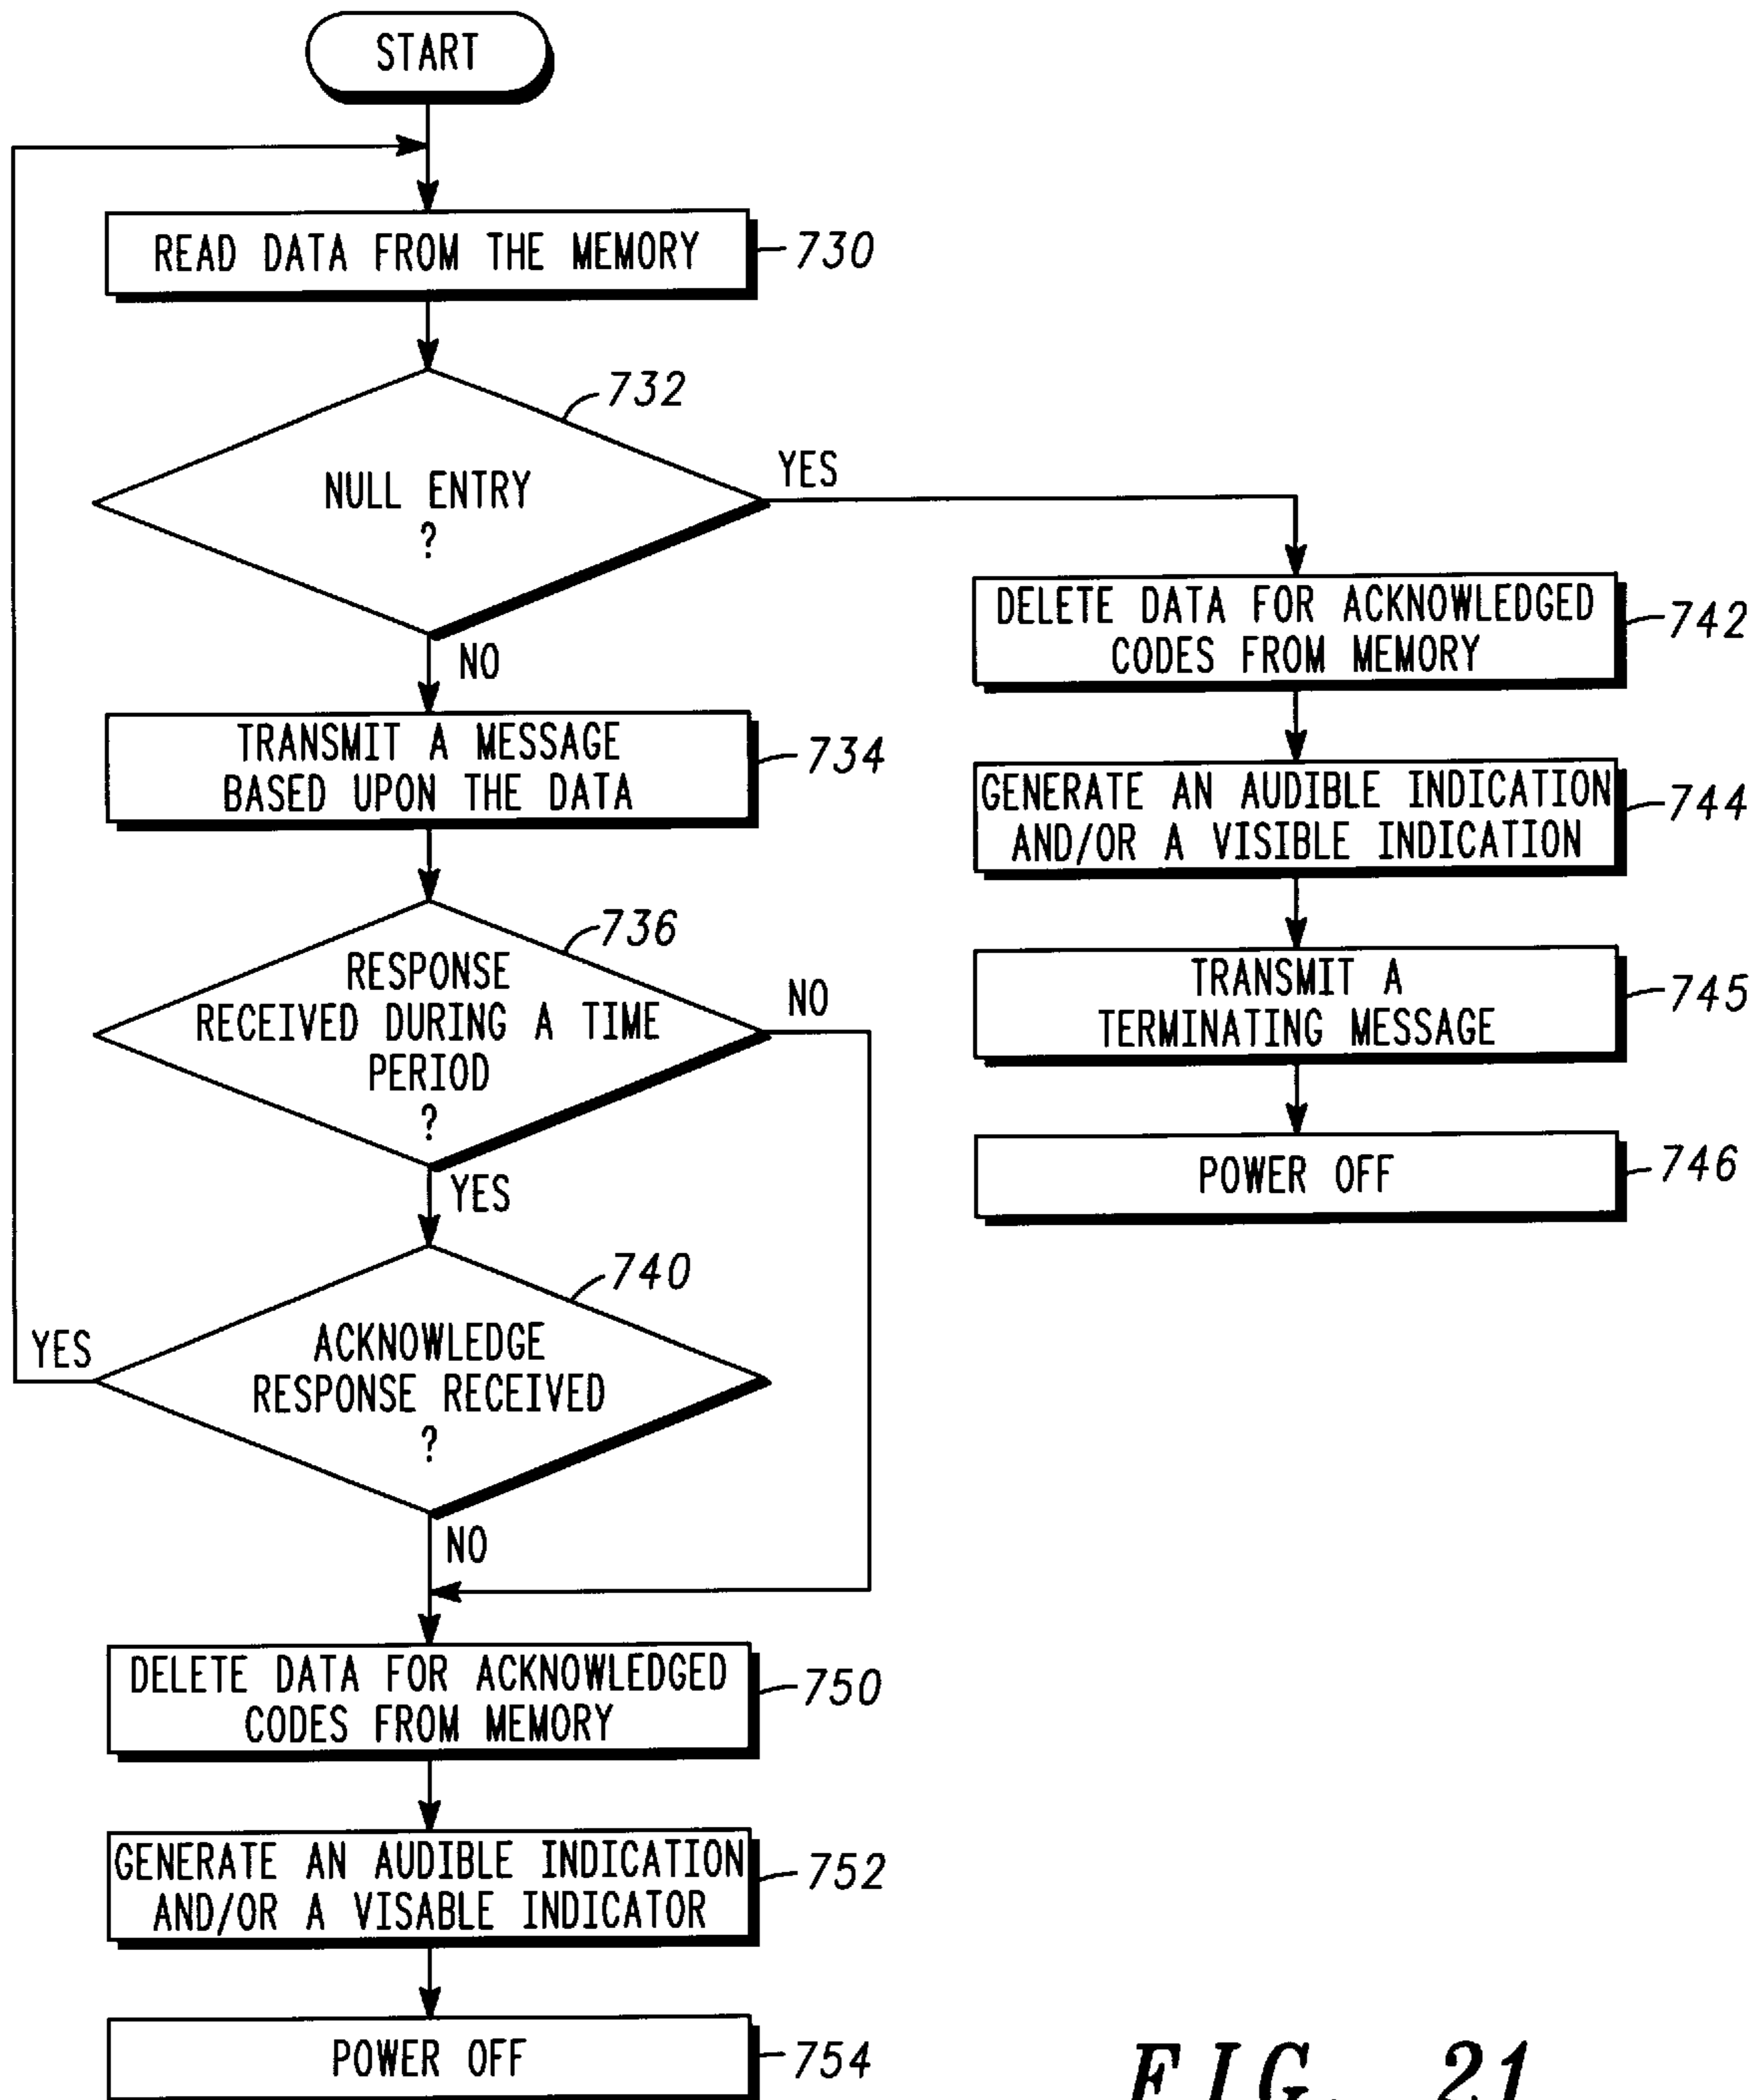 START
READ DATA FROM THE MEMORY
730
732
NULL ENTRY
?
YES
NO
TRANSMIT A MESSAGE
BASED UPON THE DATA
734
736
RESPONSE
RECEIVED DURING A TIME
PERIOD
?
NO
YES
740
ACKNOWLEDGE
RESPONSE RECEIVED
?
YES
NO
DELETE DATA FOR ACKNOWLEDGED
CODES FROM MEMORY
750
GENERATE AN AUDIBLE INDICATION
AND/OR A VISABLE INDICATOR
752
POWER OFF
754
DELETE DATA FOR ACKNOWLEDGED
CODES FROM MEMORY
742
GENERATE AN AUDIBLE INDICATION
AND/OR A VISIBLE INDICATION
744
TRANSMIT A
TERMINATING MESSAGE
745
POWER OFF
746
FIG. 21